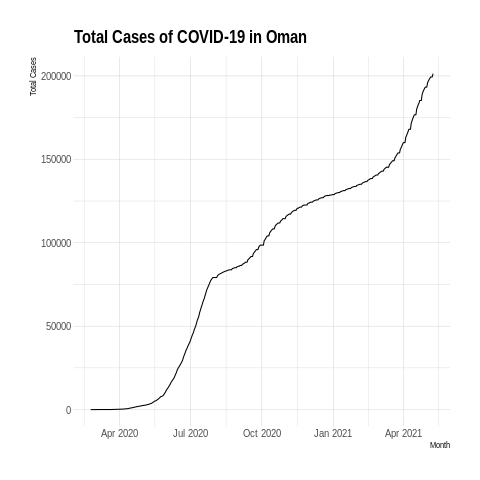 Total Cases of COVID-19 in Oman
Total Cases
200000
150000
100000
50000
0
Apr 2020 Jul 2020 Oct 2020 Jan 2021 Apr 2021
Month